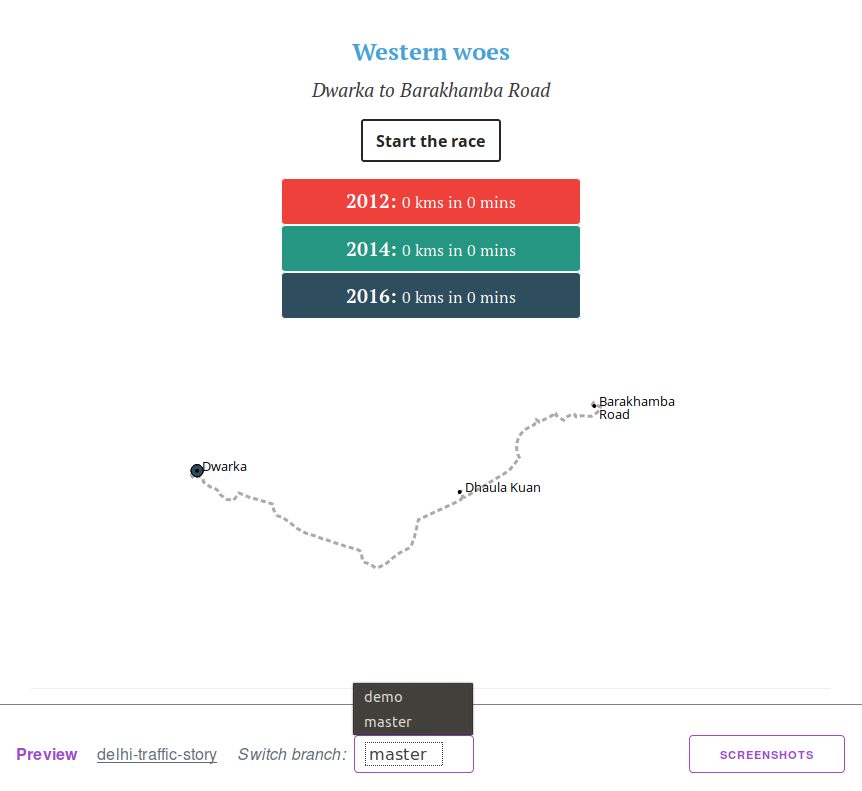 Western woes
Dwarka to Barakhamba Road
Start the race
2012: 0 kms in 0 mins
2014: 0 kms in 0 mins
2016: 0 kms in 0 mins
Barakhamba
Road
Dwarka
Dhaula Kuan
demo
master
Preview delhi-traffic-story Switch branch: master SCREENSHOTS